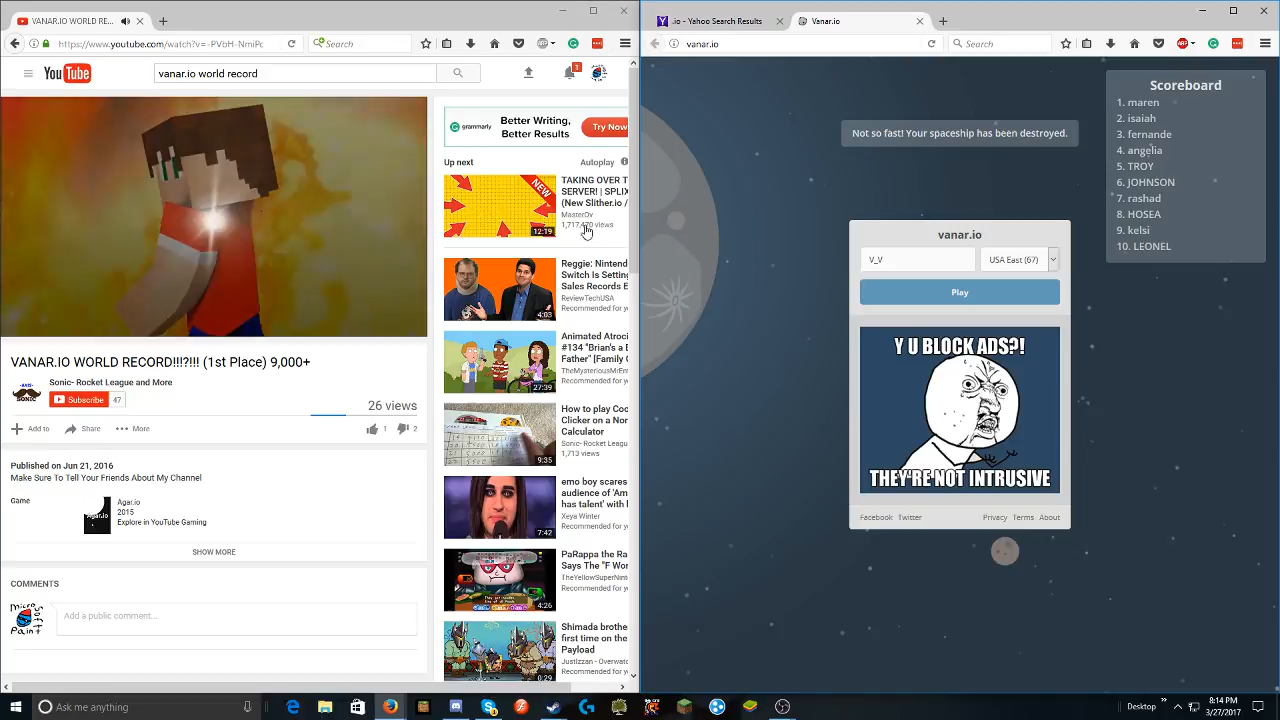 VANAR.IO WORLD RE...
https://www.youtube.com/watch?v=-PVbH-NmiPc
Search
YouTube
vanar.io world record
1
Better Writing,
Better Results
grammarly
Try Now
Up next
Autoplay
NEW
12:19
TAKING OVER T
SERVER! | SPLIX
(New Slither.io /
MasterOv
1,717,470 views
4:03
Reggie: Nintend
Switch Is Setting
Sales Records E
ReviewTechUSA
Recommended for y
27:39
Animated Atroci
#134 "Brian's a B
Father" [Family G
TheMysteriousMrEnt
Recommended for y
9:35
How to play Coo
Clicker on a Nor
Calculator
Sonic- Rocket League
1,713 views
7:42
emo boy scares
audience of 'Am
has talent' with h
Xeya Winter
Recommended for y
4:26
PaRappa the Ra
Says The "F Wor
TheYellowSuperNint
Recommended for y
0:29
Shimada brothe
first time on the
Payload
JustIzzan - Overwatc
VANAR.IO WORLD RECORD!!!?!!! (1st Place) 9,000+
Sonic- Rocket League and More
Subscribe 47
26 views
Add to
Share
More
1
2
Published on Jun 21, 2016
Make Sure To Tell Your Friends About My Channel
Game
Agar.io
Agar.io
2015
Explore in YouTube Gaming
SHOW MORE
COMMENTS
Add a public comment...
.io - Yahoo Search Results
Vanar.io
vanar.io
Search
Not so fast! Your spaceship has been destroyed.
Scoreboard
1. maren
2. isaiah
3. fernande
4. angelia
5. TROY
6. JOHNSON
7. rashad
8. HOSEA
9. kelsi
10. LEONEL
vanar.io
V_V
USA East (67)
Play
Y U BLOCK ADS?!
THEY'RE NOT INTRUSIVE
Facebook Twitter
Privacy Terms About
Ask me anything
Desktop
8:14 PM
3/27/2017